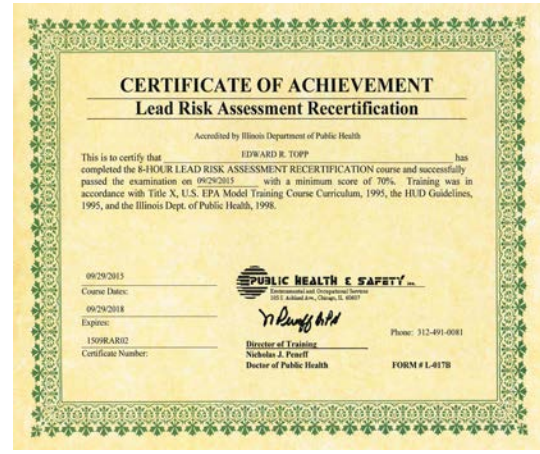 CERTIFICATE OF ACHIEVEMENT
Lead Risk Assessment Recertification
Accredited by Illinois Department of Public Health
This is to certify that EDWARD R. TOPP has
completed the 8-HOUR LEAD RISK ASSESSMENT RECERTIFICATION course and successfully
passed the examination on 09/29/2015 with a minimum score of 70%. Training was in
accordance with Title X, U.S. EPA Model Training Course Curriculum, 1995, the HUD Guidelines,
1995, and the Illinois Dept. of Public Health, 1998.
09/29/2015
Course Dates:
09/29/2018
Expires:
1509RAR02
Certificate Number:
PUBLIC HEALTH & SAFETY INC.
Environmental and Occupational Services
Ashland Ave., Chicago, IL 60607
Phone: 312-491-0081
Director of Training
Nicholas J. Peneff
Doctor of Public Health
FORM # L-017B